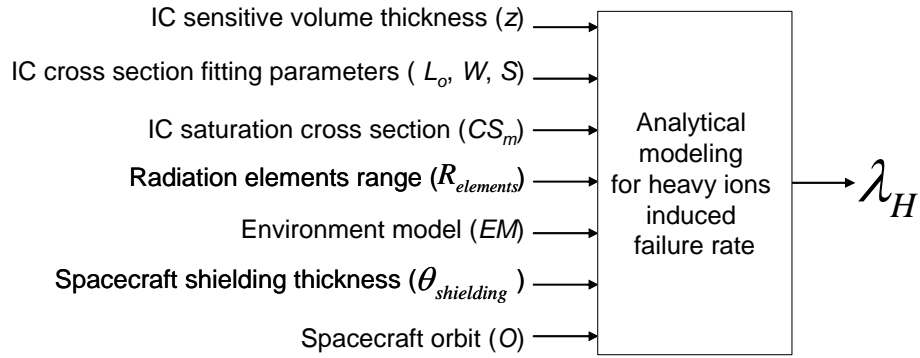 IC sensitive volume thickness (z)
IC cross section fitting parameters ( Lo, W, S)
IC saturation cross section (CSm)
Radiation elements range (Relements)
Environment model (EM)
Spacecraft shielding thickness (θshielding )
Spacecraft orbit (O)
Analytical
modeling
for heavy ions
induced
failure rate
λH